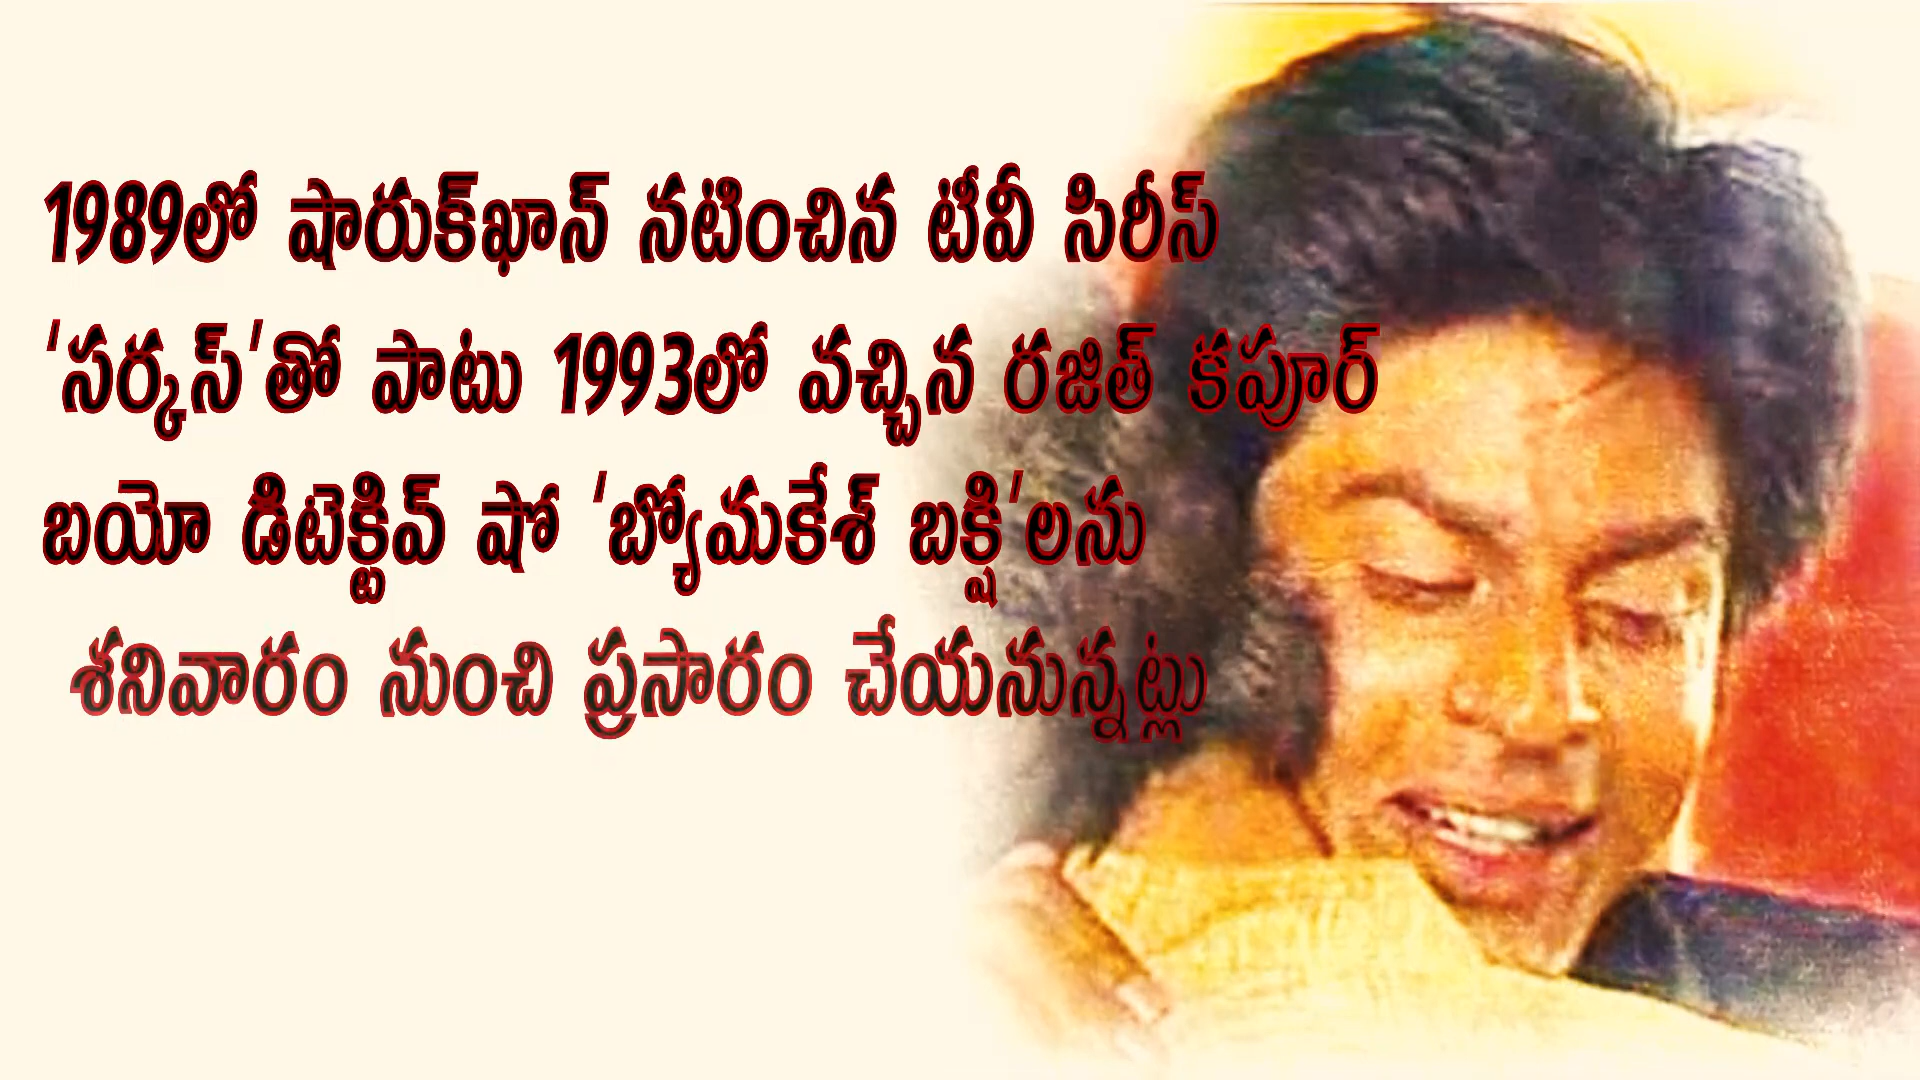 1989లో షారుక్‌ఖాన్ నటించిన టీవీ సిరీస్
'సర్కస్'తో పాటు 1993లో వచ్చిన రజిత్ కపూర్
బయో డిటెక్టివ్ షో 'బ్యోమకేశ్ బక్షి'లను
శనివారం నుంచి ప్రసారం చేయనున్నట్లు